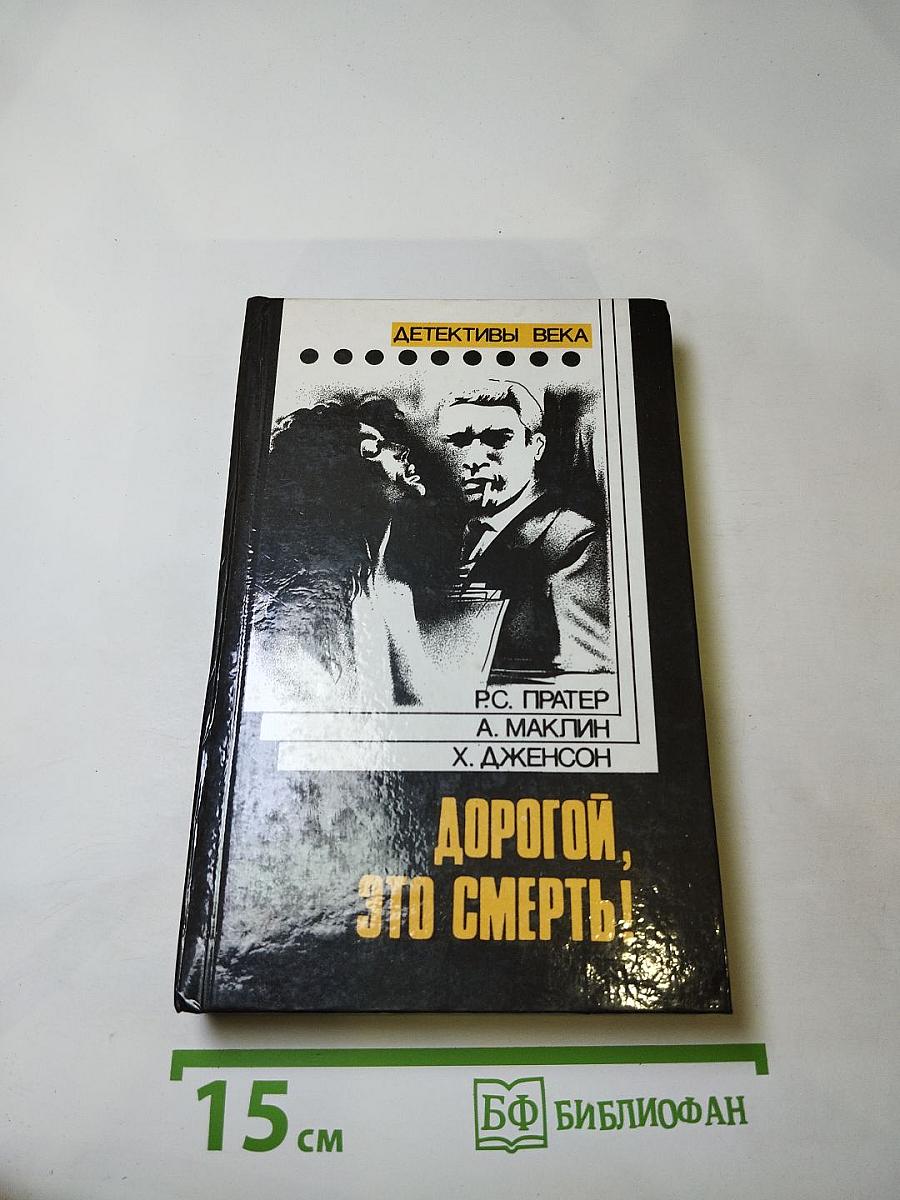 ДЕТЕКТИВЫ ВЕКА
Р.С. ПРАТЕР
А. МАКЛИН
Х. ДЖЕНСОН
ДОРОГОЙ,
ЭТО СМЕРТЬ!
15 см
БФ БИБЛИОФАН